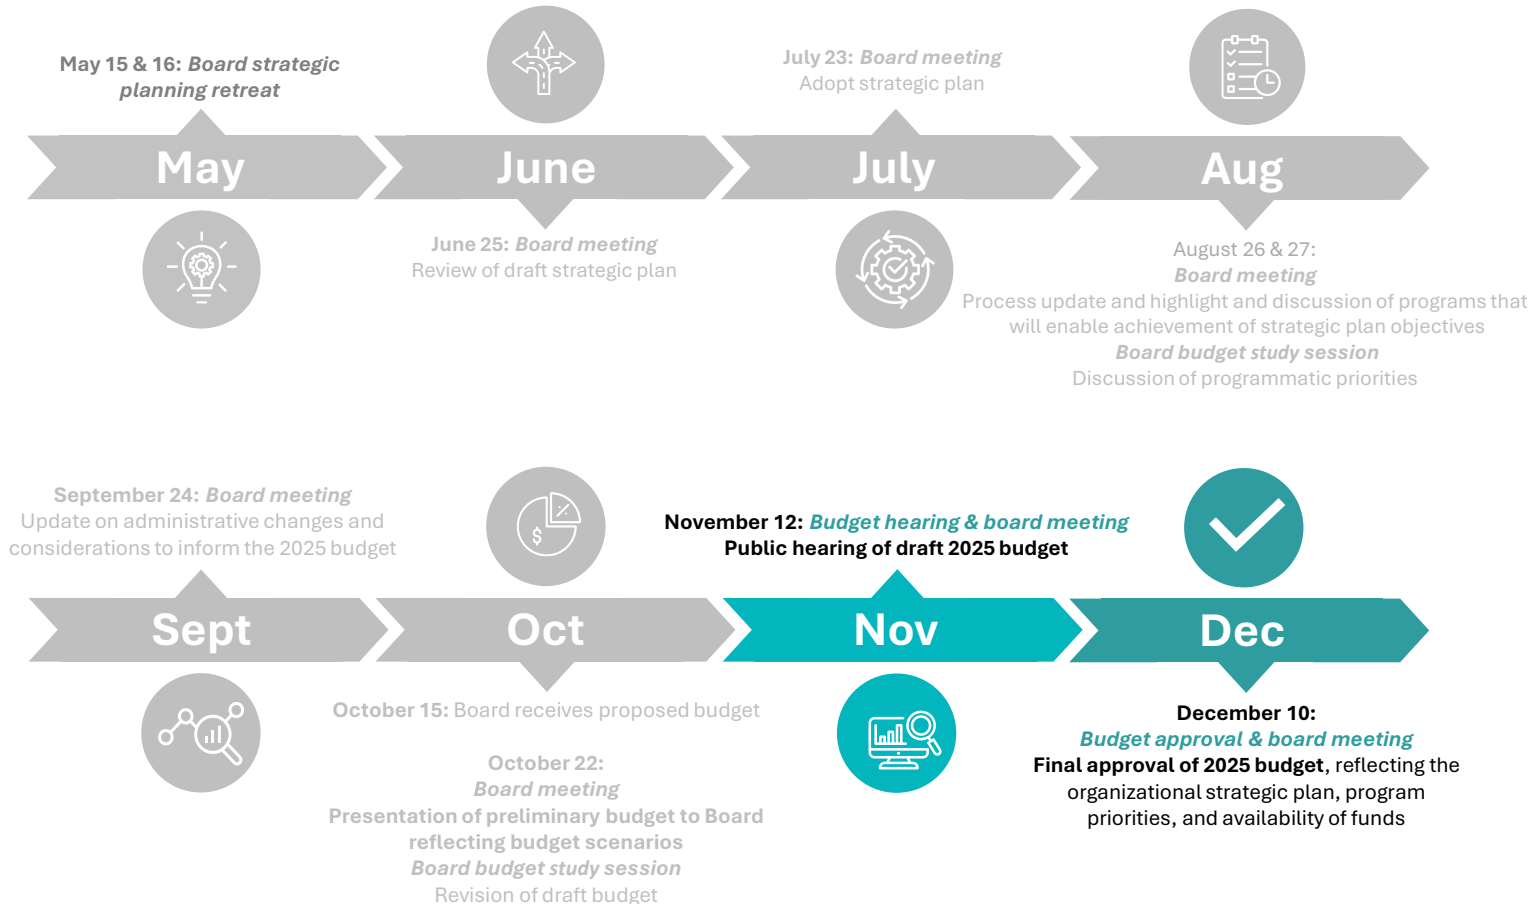 May 15 & 16: Board strategic
planning retreat
May
June
June 25: Board meeting
Review of draft strategic plan
July 23: Board meeting
Adopt strategic plan
July
Aug
August 26 & 27:
Board meeting
Process update and highlight and discussion of programs that
will enable achievement of strategic plan objectives
Board budget study session
Discussion of programmatic priorities
September 24: Board meeting
Update on administrative changes and
considerations to inform the 2025 budget
Sept
$
%
Oct
October 15: Board receives proposed budget
October 22:
Board meeting
Presentation of preliminary budget to Board
reflecting budget scenarios
Board budget study session
Revision of draft budget
November 12: Budget hearing & board meeting
Public hearing of draft 2025 budget
Nov
Dec
December 10:
Budget approval & board meeting
Final approval of 2025 budget, reflecting the
organizational strategic plan, program
priorities, and availability of funds